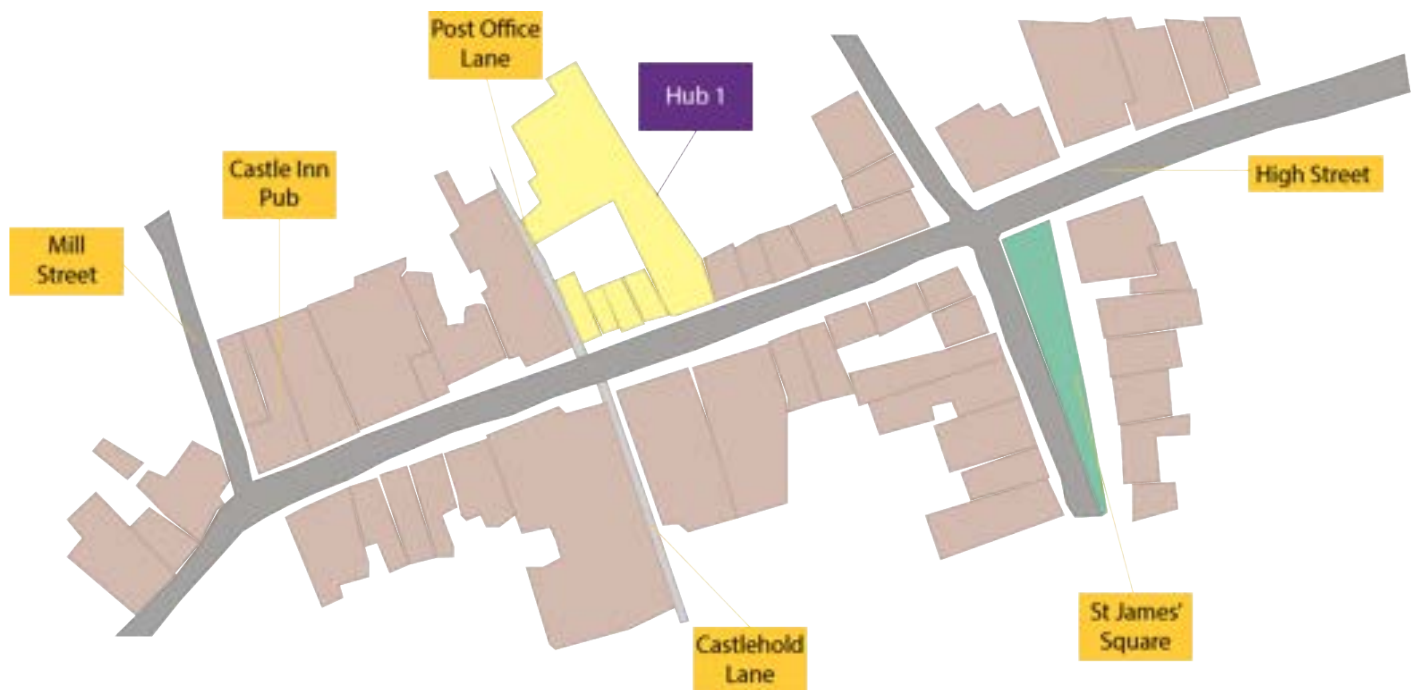 Post Office
Lane
Hub 1
Castle Inn
Pub
High Street
Mill
Street
St James'
Square
Castlehold
Lane